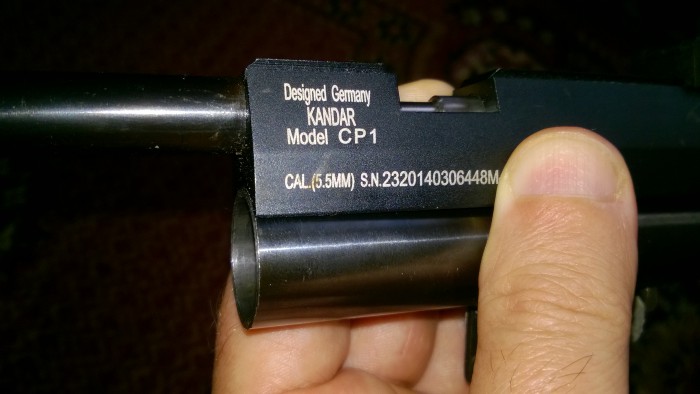 Designed Germany
KANDAR
Model CP1
CAL.(5.5MM) S.N.2320140306448M